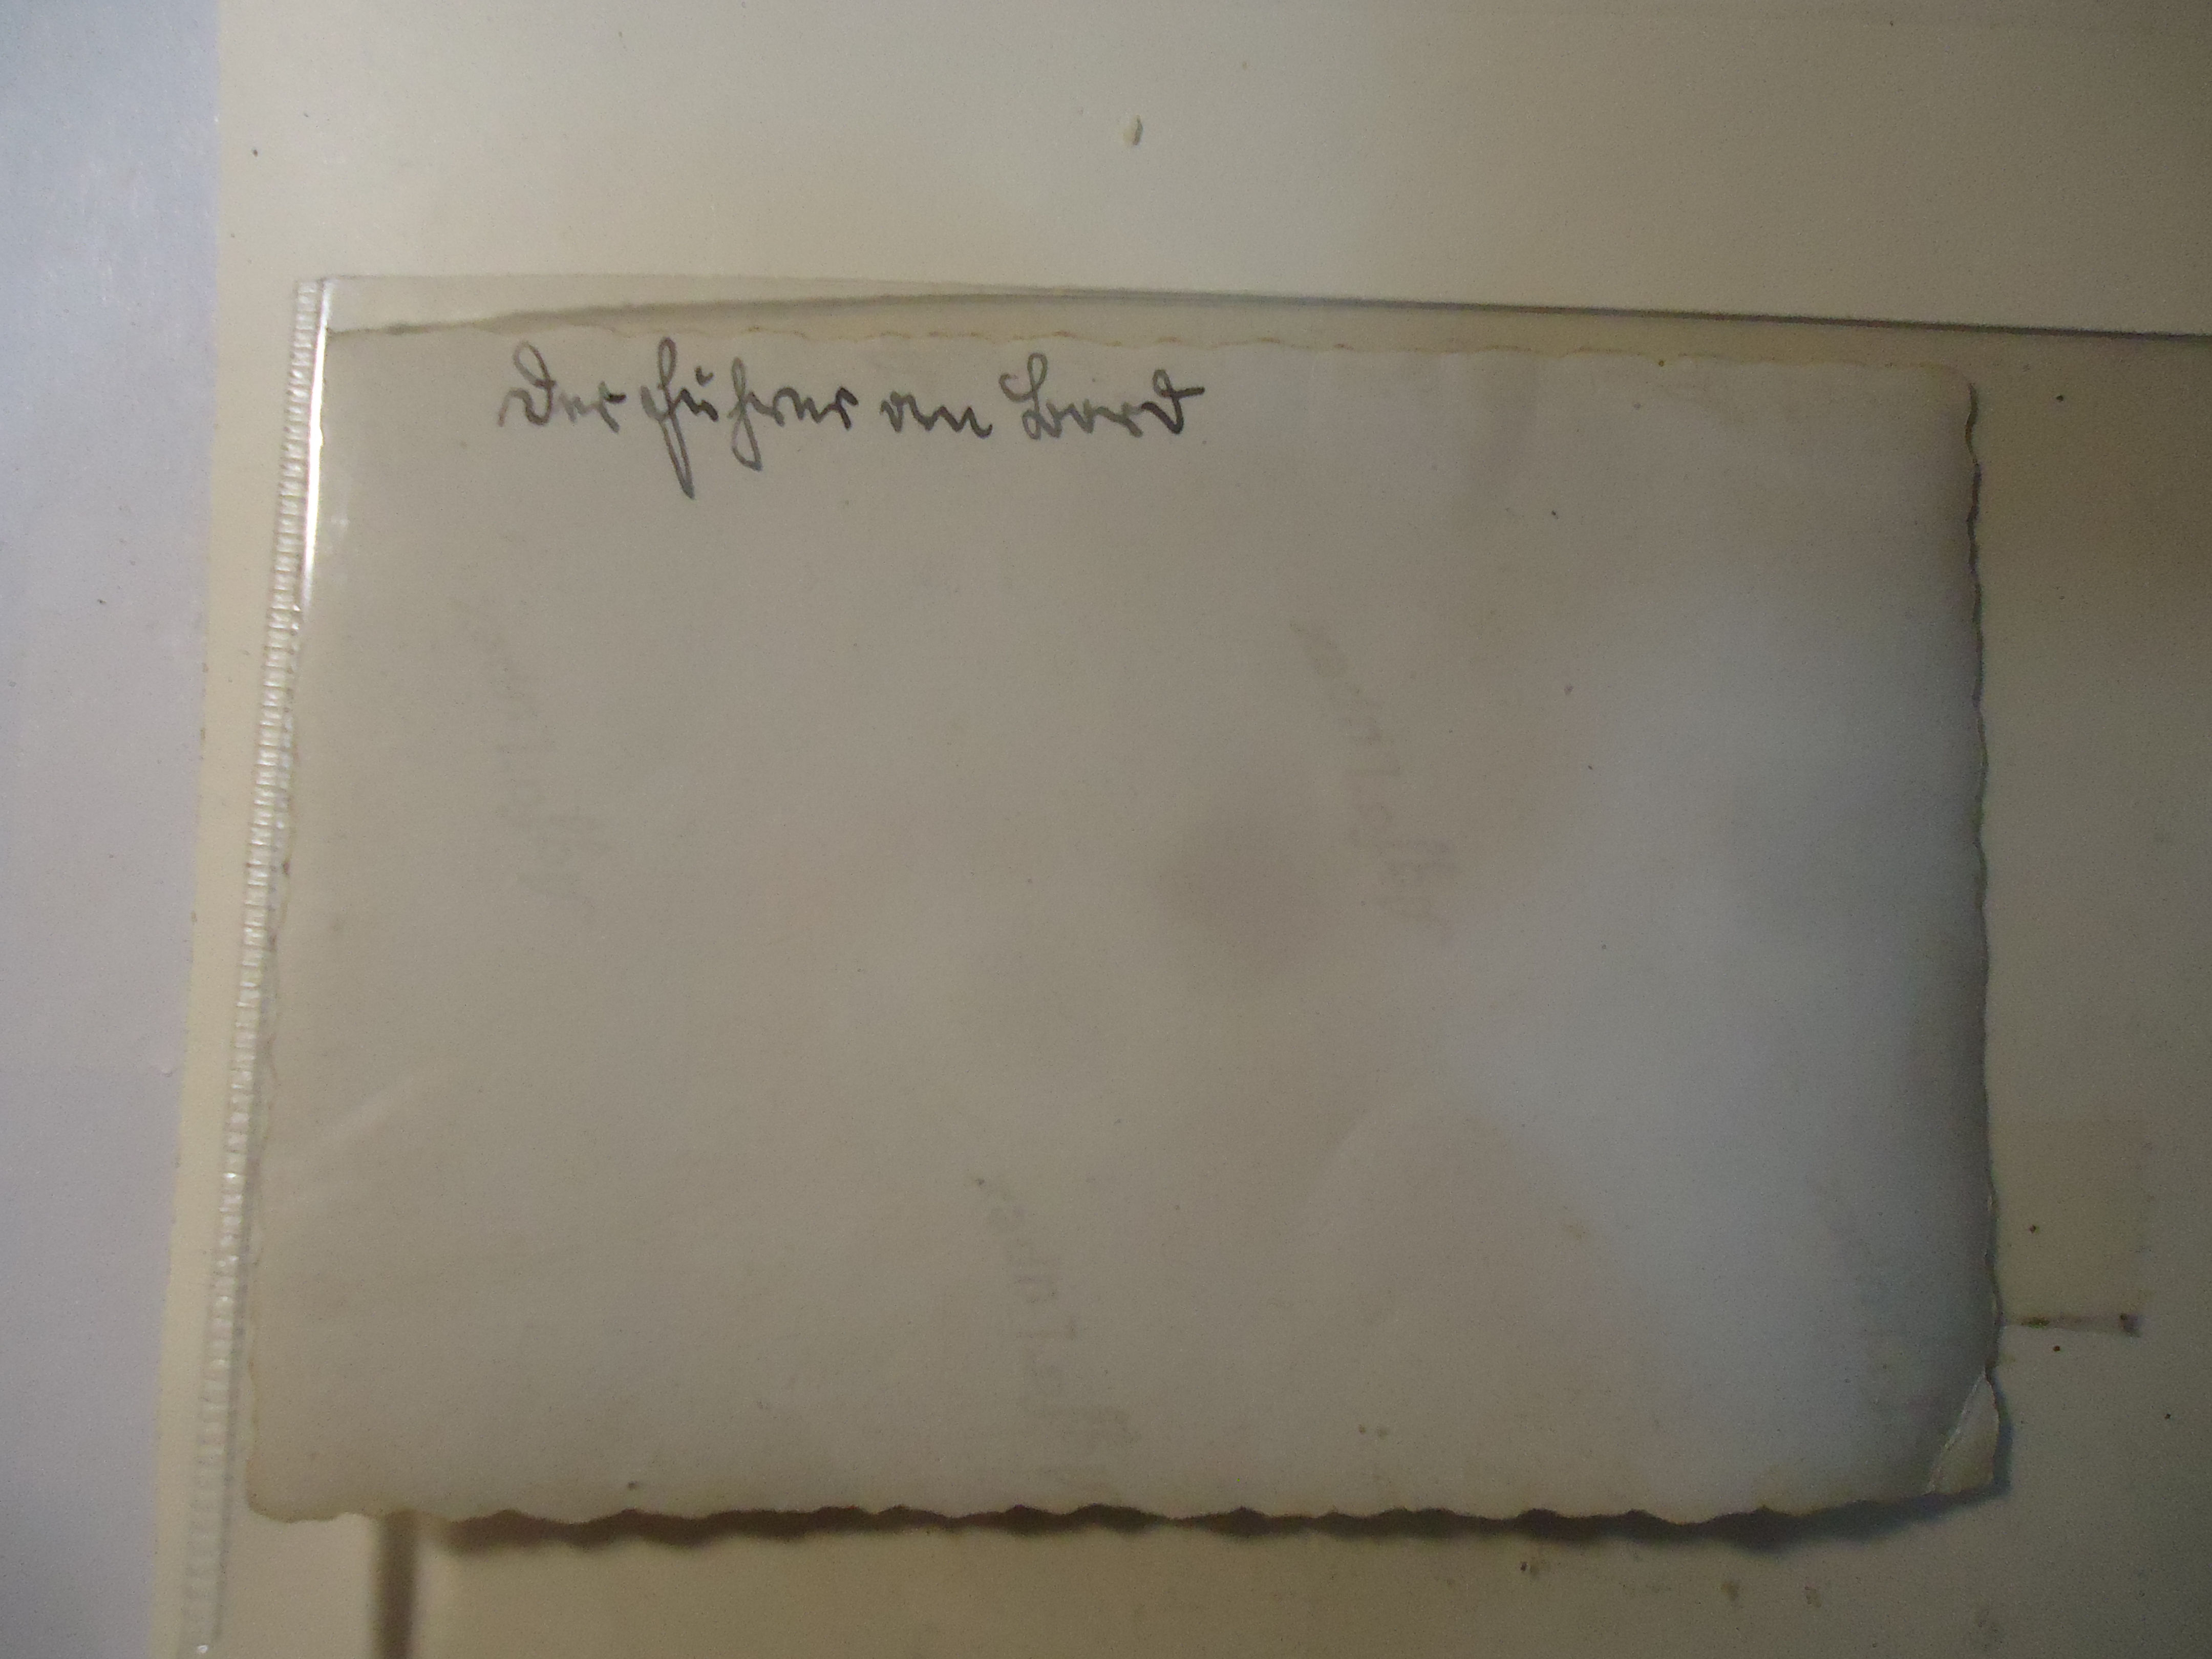 Der Führer an Bord